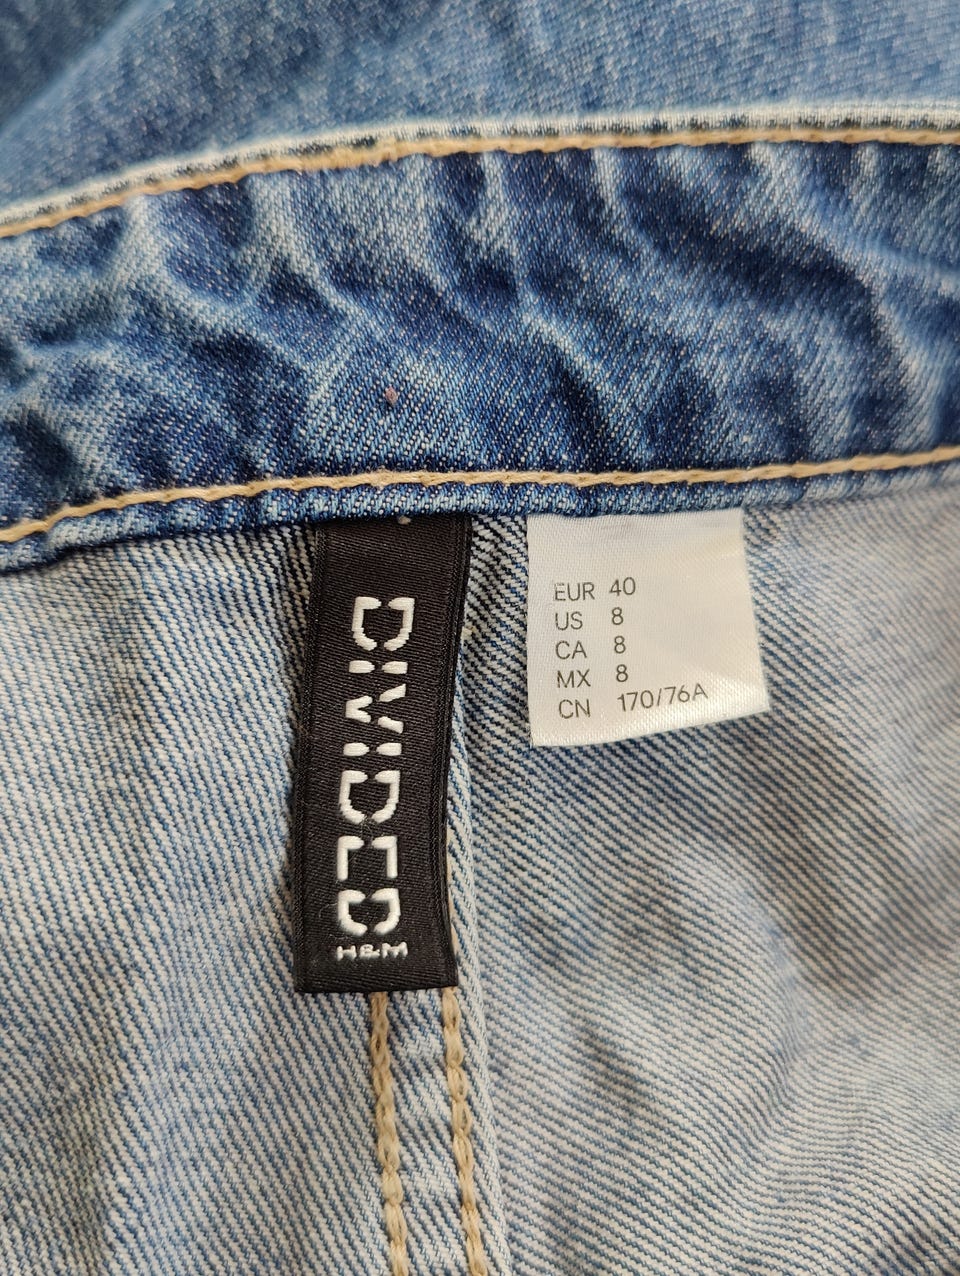 DIVIDED
H&M
EUR 40
US 8
CA 8
MX 8
CN 170/76A